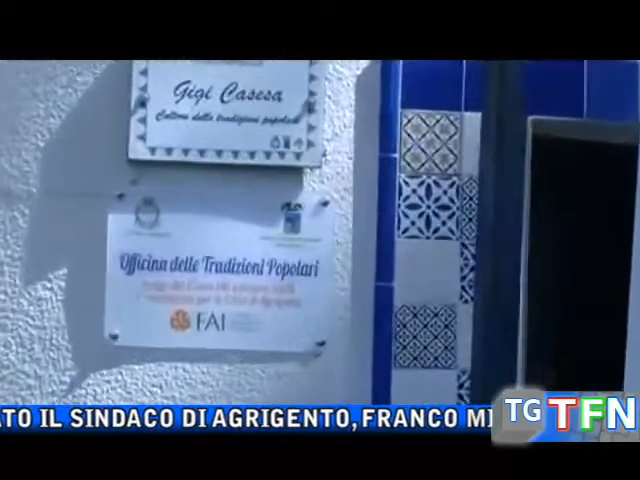 Gigi Casesa
Cultore delle tradizioni popolari
Officina delle Tradizioni Popolari
FAI
ATO IL SINDACO DI AGRIGENTO, FRANCO MI
TG TFN